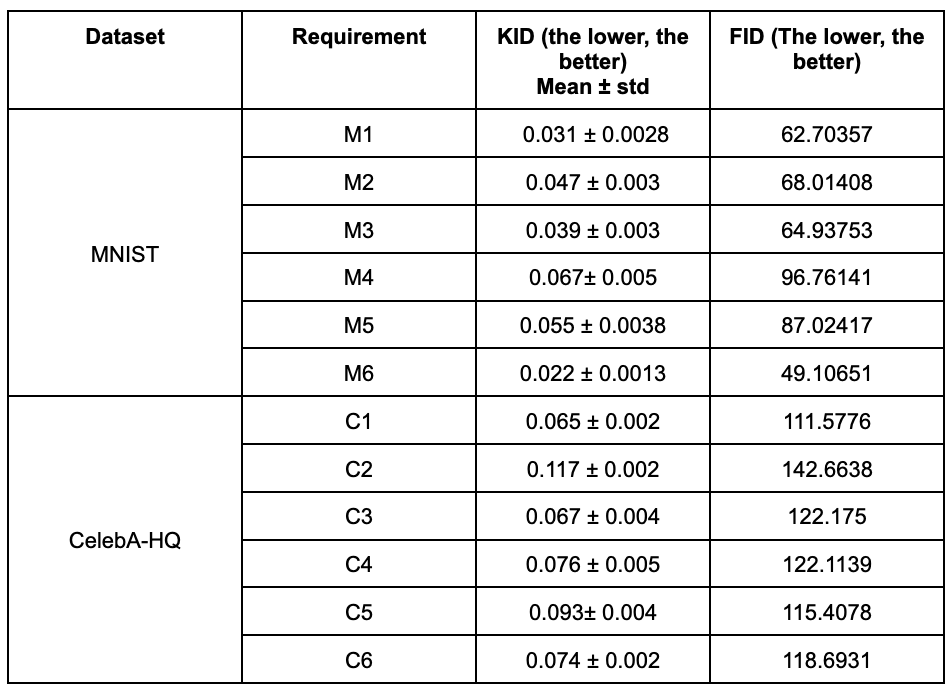 Dataset Requirement KID (the lower, the FID (The lower, the
better) better)
Mean ± std
M1 0.031 ± 0.0028 62.70357
M2 0.047 ± 0.003 68.01408
M3 0.039 ± 0.003 64.93753
MNIST
M4 0.067± 0.005 96.76141
M5 0.055 ± 0.0038 87.02417
M6 0.022 ± 0.0013 49.10651
C1 0.065 ± 0.002 111.5776
C2 0.117 ± 0.002 142.6638
C3 0.067 ± 0.004 122.175
CelebA-HQ
C4 0.076 ± 0.005 122.1139
C5 0.093± 0.004 115.4078
C6 0.074 ± 0.002 118.6931